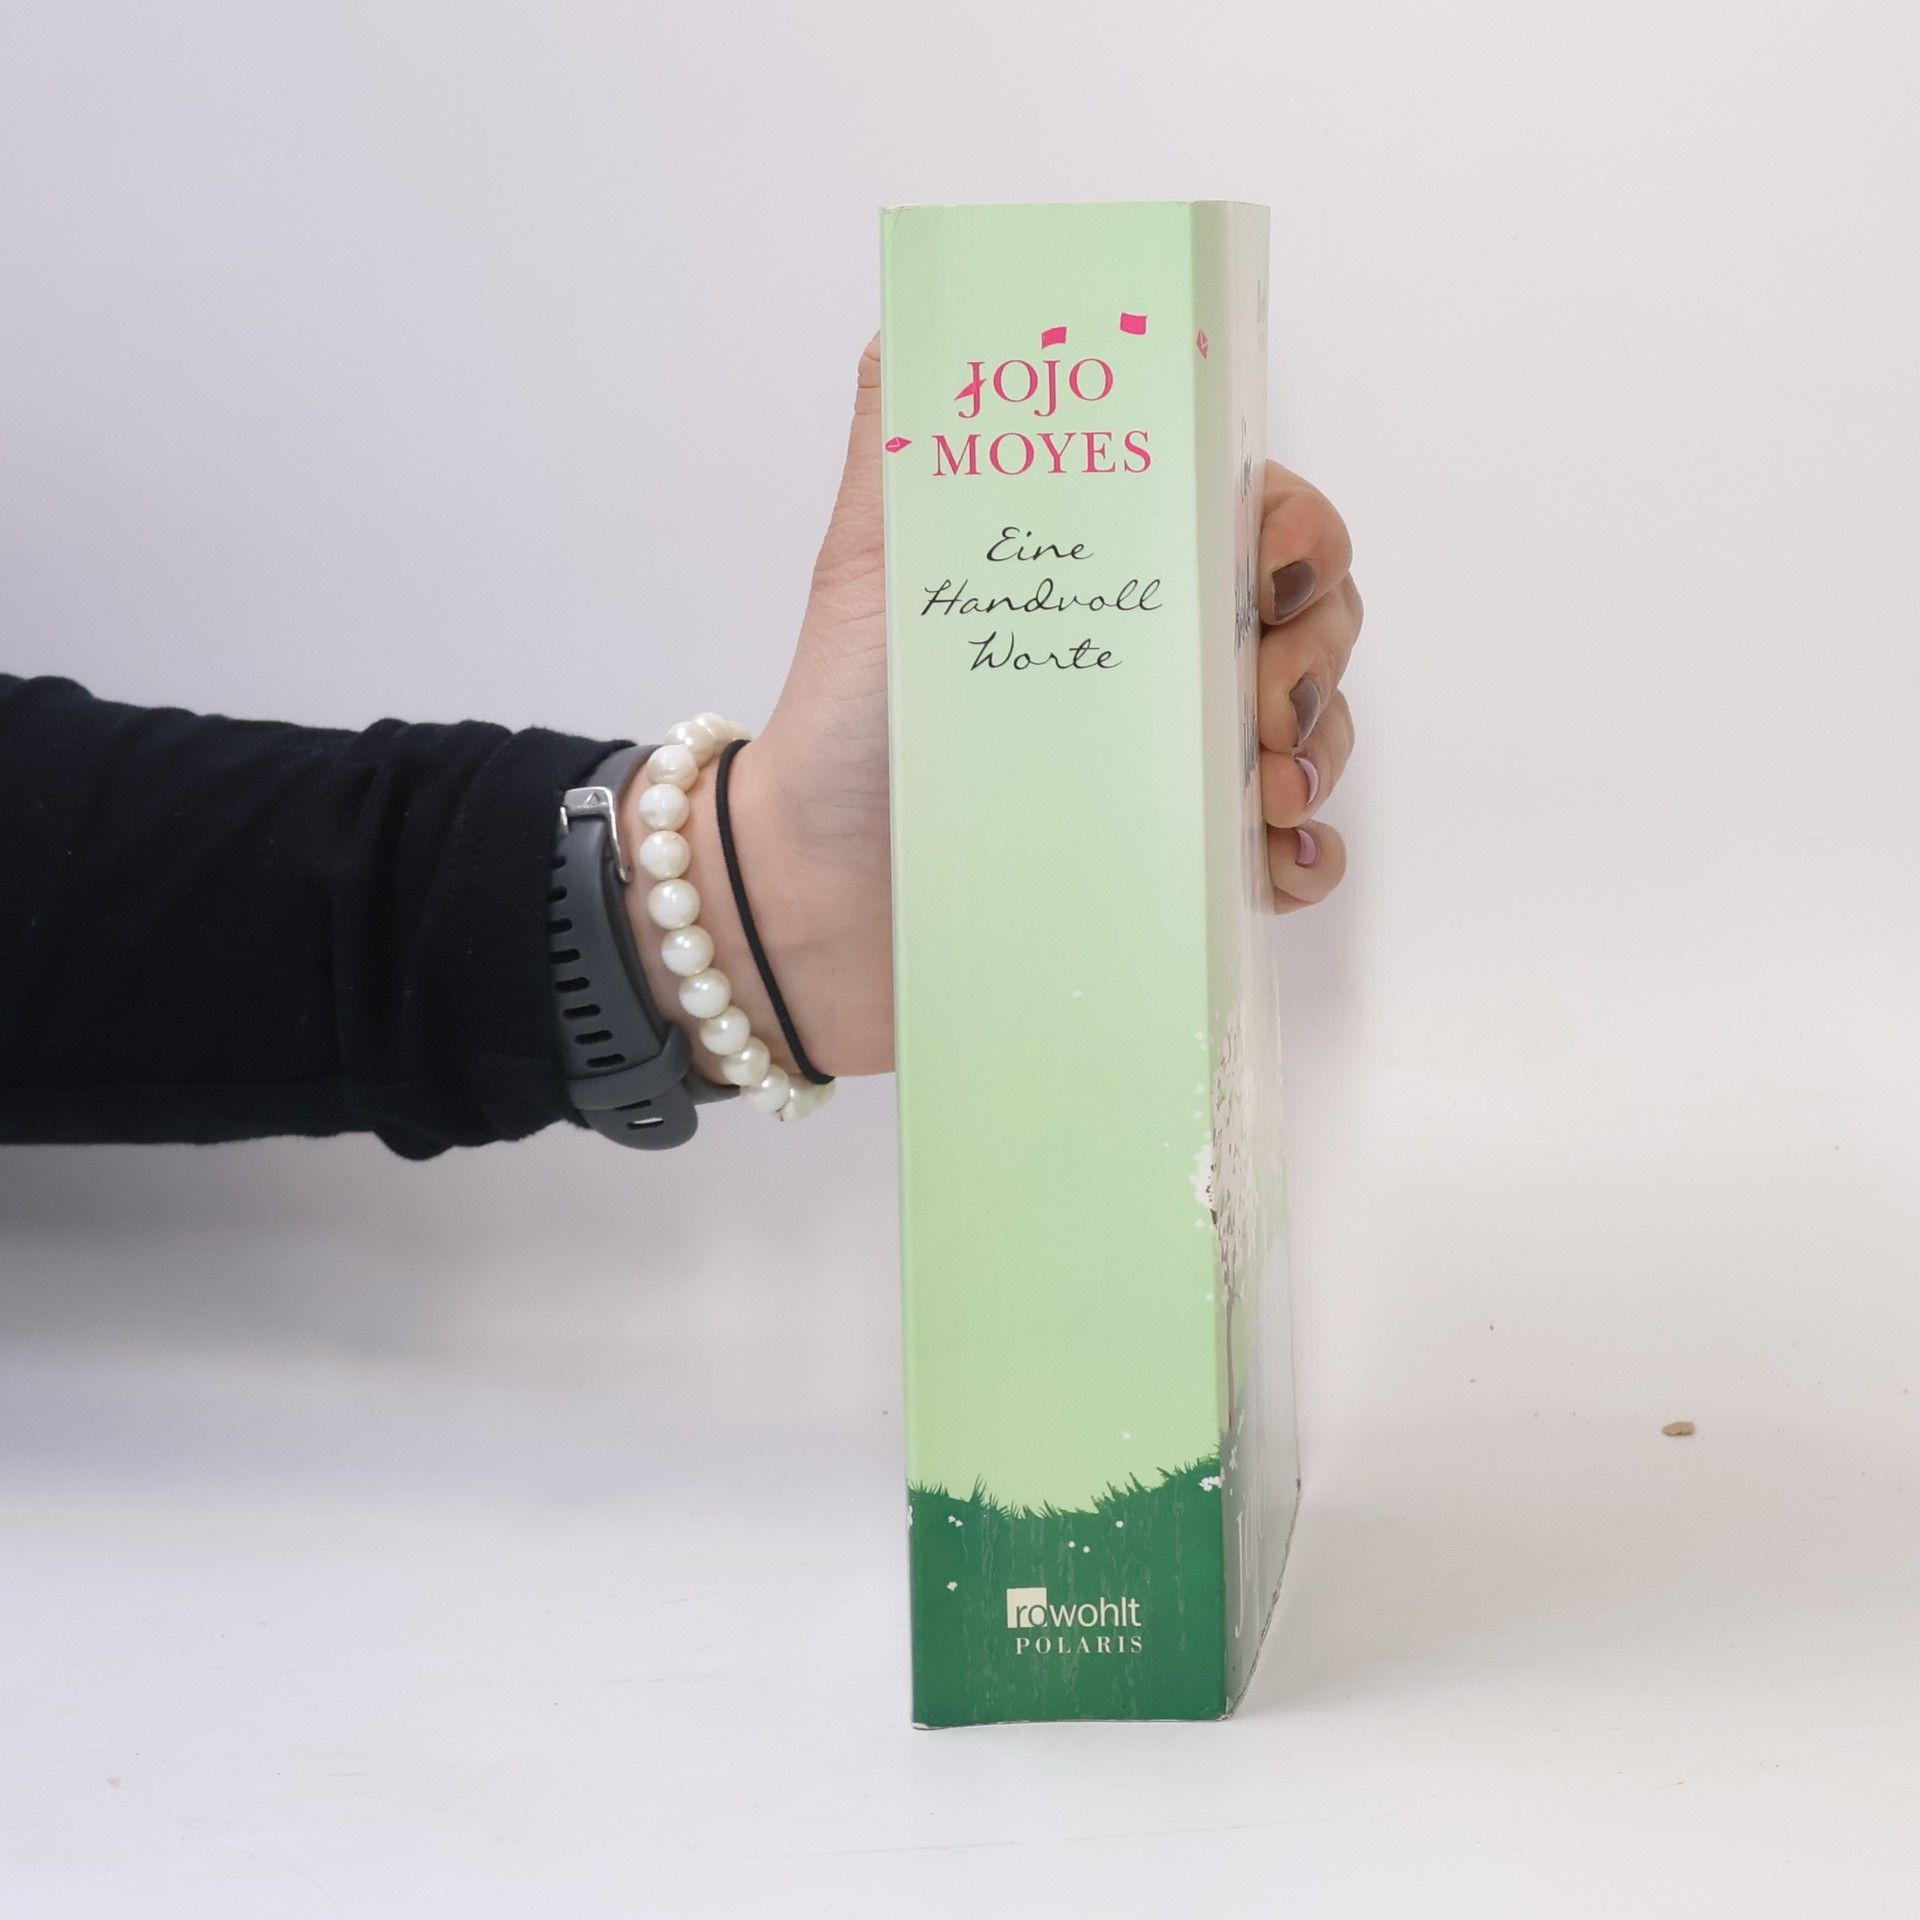 JOJO
MOYES
Eine
Handvoll
Worte
rowohlt
POLARIS